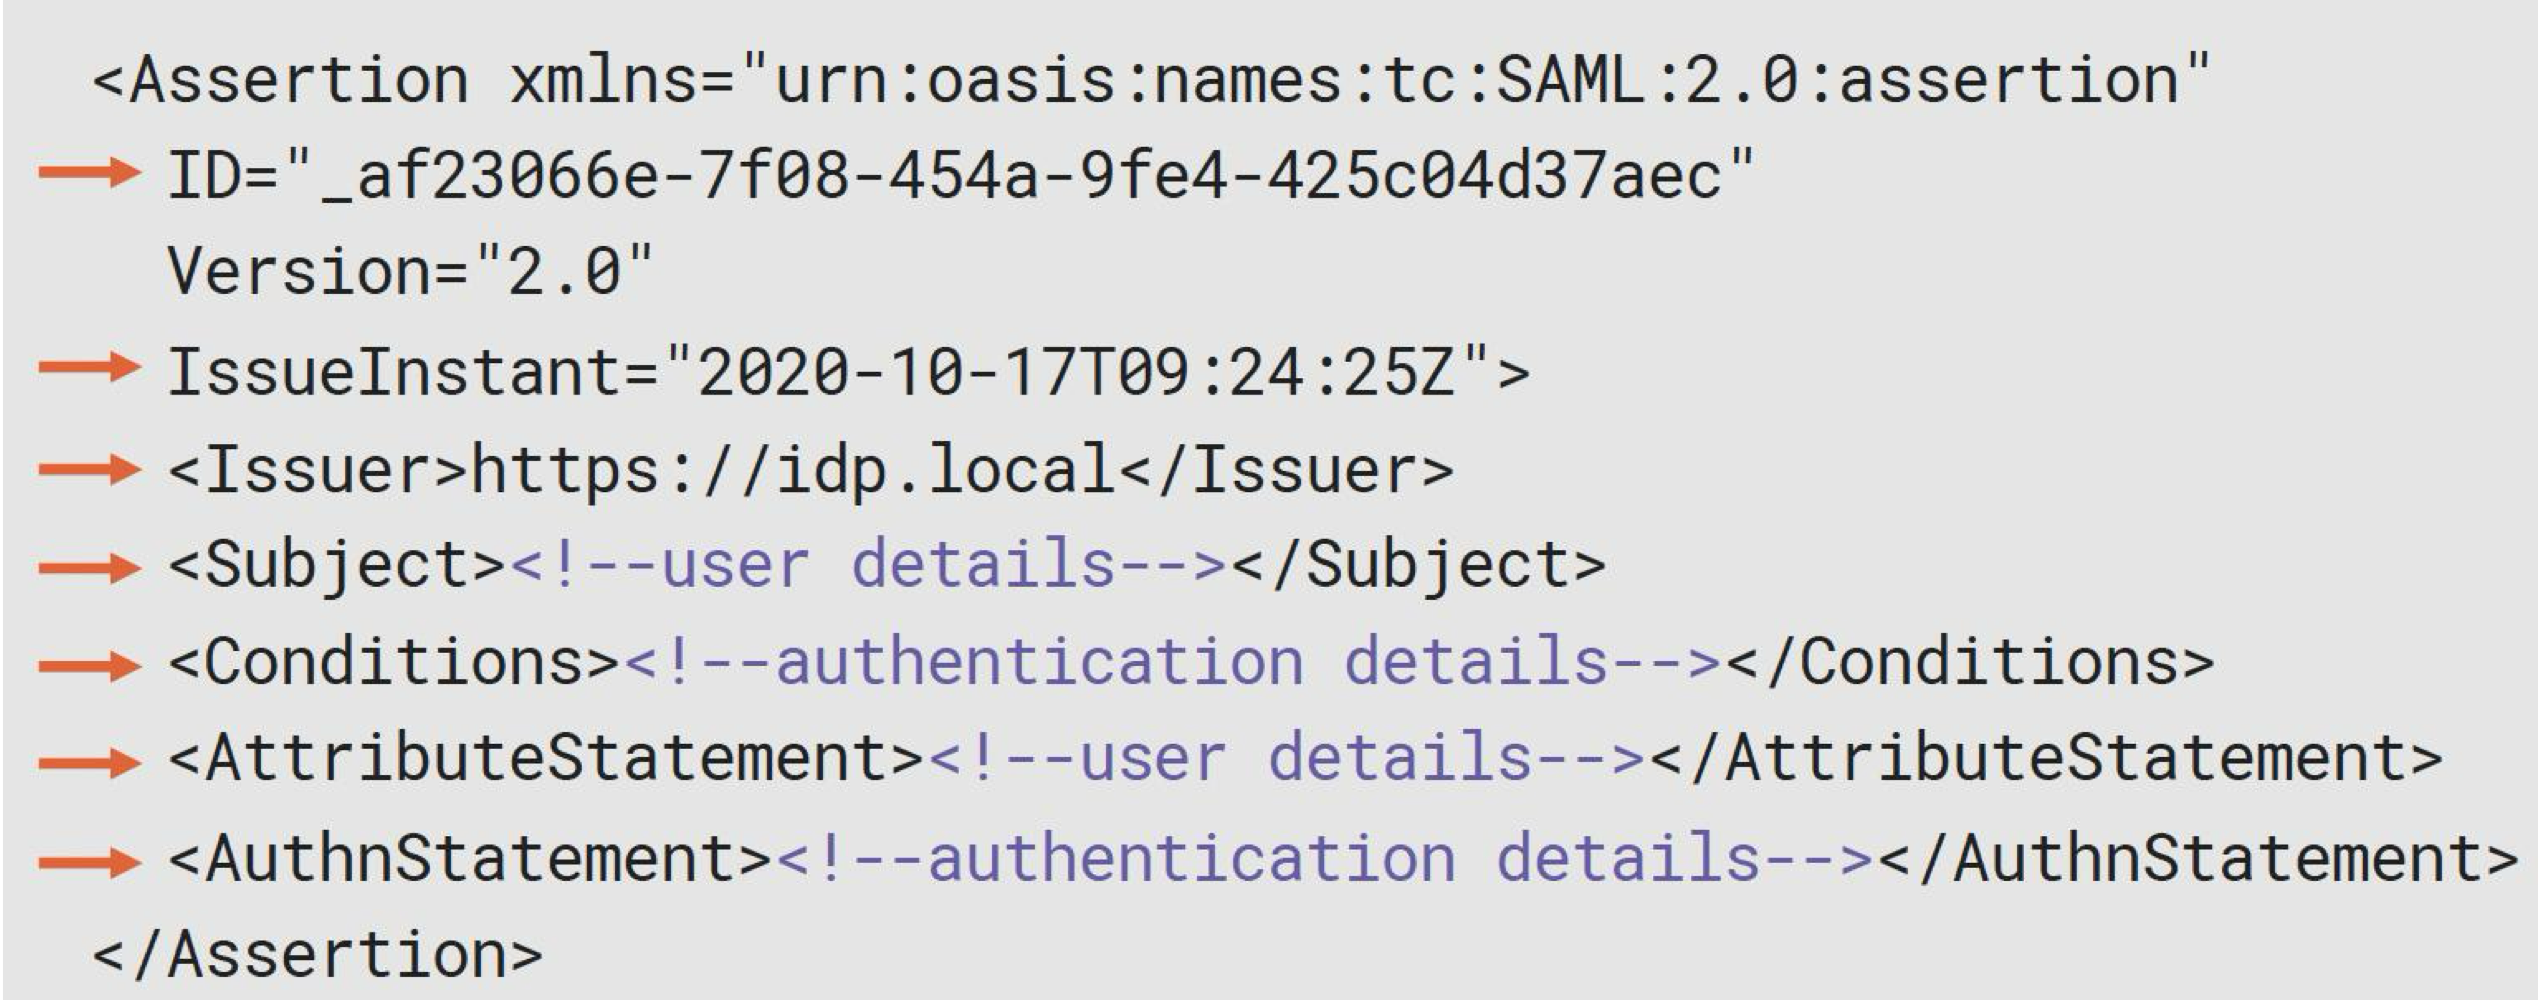 <Assertion xmlns="urn:oasis:names:tc:SAML:2.0:assertion"
ID="_af23066e-7f08-454a-9fe4-425c04d37aec"
Version="2.0"
IssueInstant="2020-10-17T09:24:25Z">
<Issuer>https://idp.local</Issuer>
<Subject><!--user details--></Subject>
<Conditions><!--authentication details--></Conditions>
<AttributeStatement><!--user details--></AttributeStatement>
<AuthnStatement><!--authentication details--></AuthnStatement>
</Assertion>